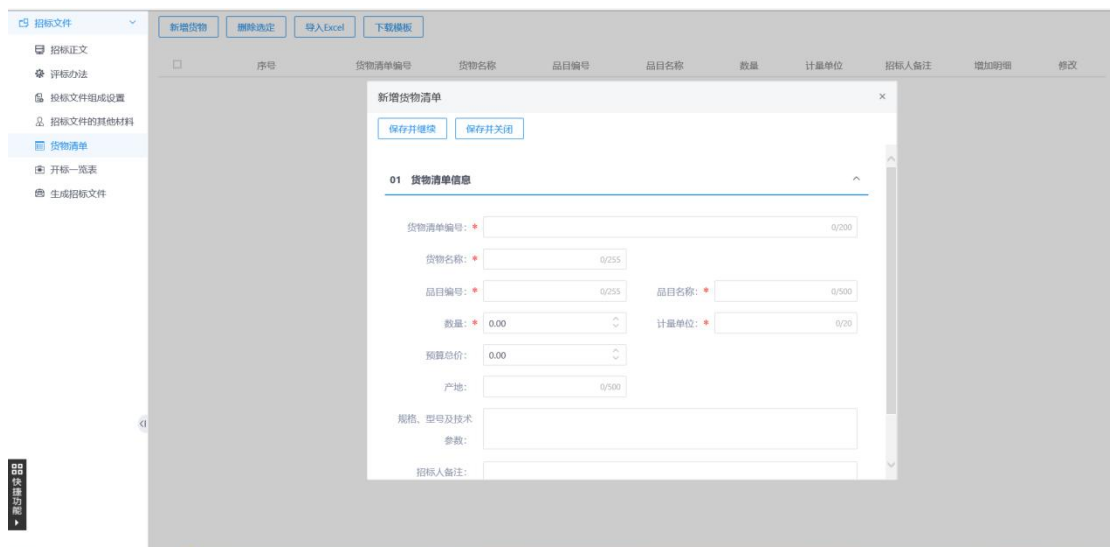 招标文件
招标正文
评标办法
投标文件组成设置
招标文件的其他材料
货物清单
开标一览表
生成招标文件
快捷功能
新增货物 删除选定 导入Excel 下载模板
序号 货物清单编号 货物名称 品目编号 品目名称 数量 计量单位 招标人备注 增加明细 修改
新增货物清单 ×
保存并继续 保存并关闭
01 货物清单信息
货物清单编号: * 0/200
货物名称: * 0/255
品目编号: * 0/255 品目名称: * 0/500
数量: * 0.00 计量单位: * 0/20
预算总价: 0.00
产地: 0/500
规格、型号及技术
参数:
招标人备注: